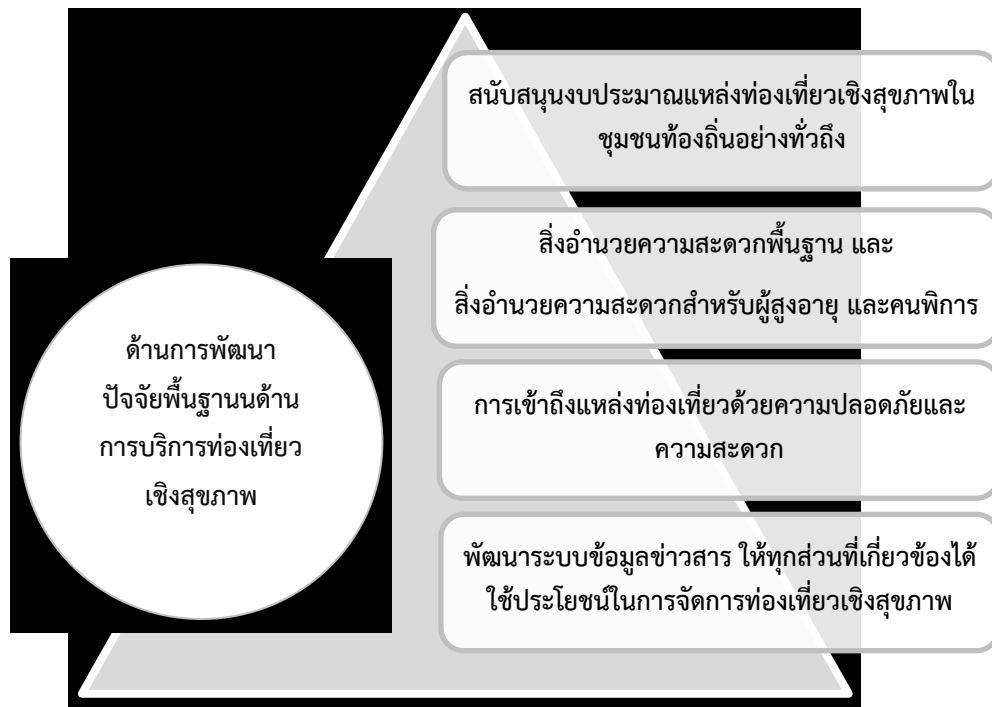 สนับสนุนงบประมาณแหล่งท่องเที่ยวเชิงสุขภาพใน
ชุมชนท้องถิ่นอย่างทั่วถึง
สิ่งอำนวยความสะดวกพื้นฐาน และ
สิ่งอำนวยความสะดวกสำหรับผู้สูงอายุ และคนพิการ
ด้านการพัฒนา
ปัจจัยพื้นฐานนด้าน
การบริการท่องเที่ยว
เชิงสุขภาพ
การเข้าถึงแหล่งท่องเที่ยวด้วยความปลอดภัยและ
ความสะดวก
พัฒนาระบบข้อมูลข่าวสาร ให้ทุกส่วนที่เกี่ยวข้องได้
ใช้ประโยชน์ในการจัดการท่องเที่ยวเชิงสุขภาพ